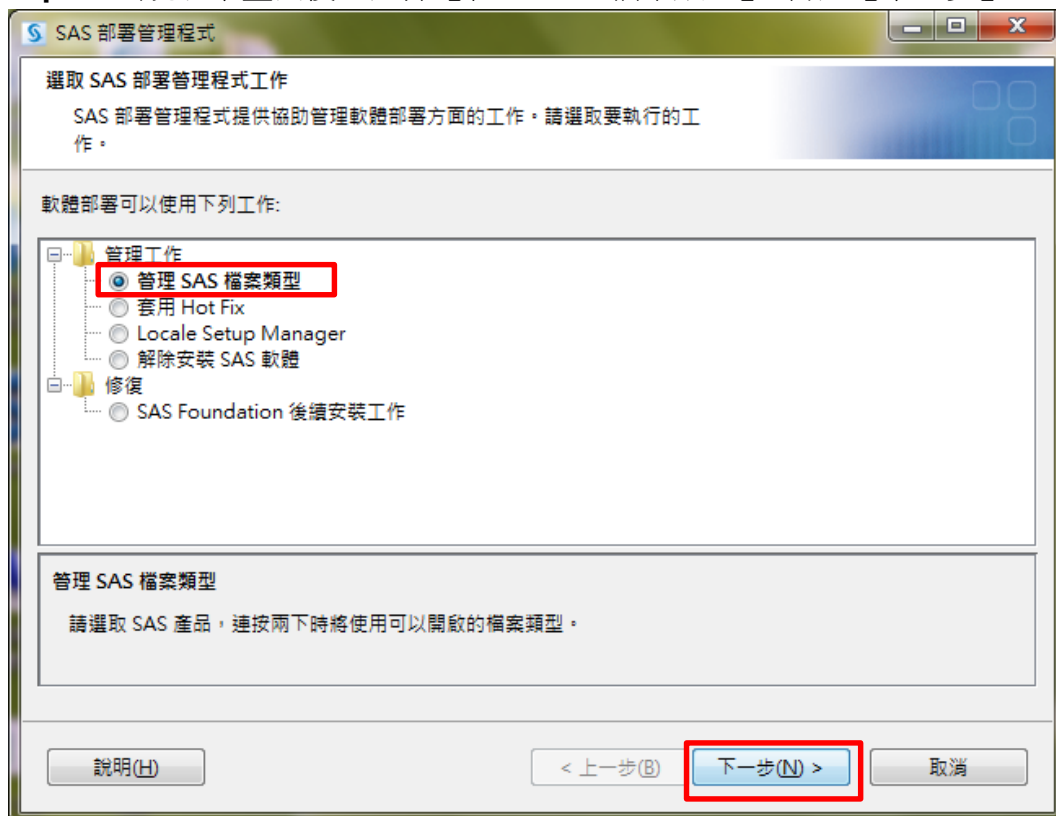 SAS 部署管理程式
選取 SAS 部署管理程式工作
SAS 部署管理程式提供協助管理軟體部署方面的工作。請選取要執行的工
作。
軟體部署可以使用下列工作:
管理工作
管理 SAS 檔案類型
套用 Hot Fix
Locale Setup Manager
解除安裝 SAS 軟體
修復
SAS Foundation 後續安裝工作
管理 SAS 檔案類型
請選取 SAS 產品，連按兩下時將使用可以開啟的檔案類型。
說明(H)
< 上一步(B)
下一步(N) >
取消